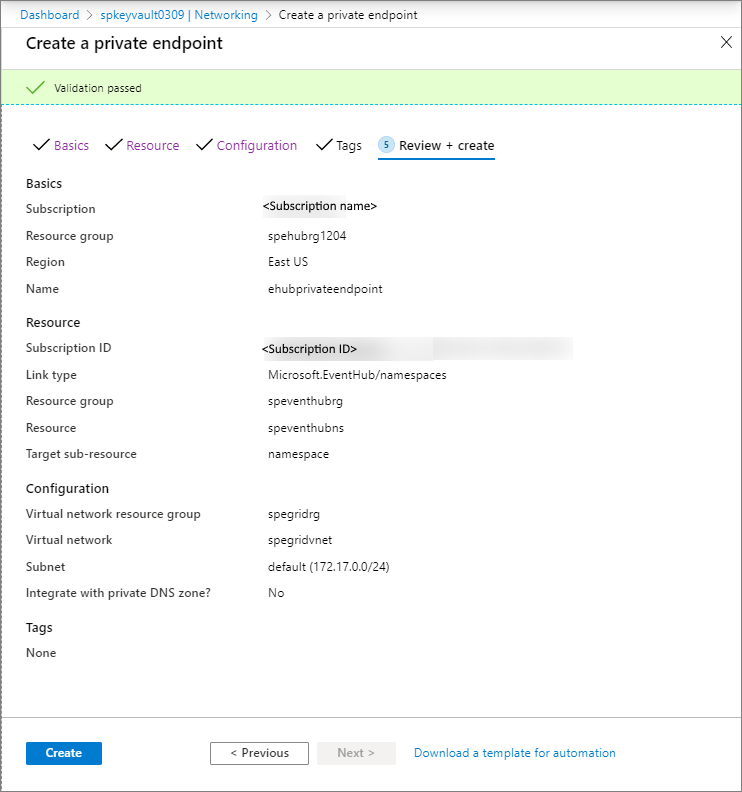 Dashboard > spkeyvault0309 | Networking > Create a private endpoint
Create a private endpoint
Validation passed
Basics Resource Configuration Tags 5 Review + create
Basics
Subscription <Subscription name>
Resource group spehubrg1204
Region East US
Name ehubprivateendpoint
Resource
Subscription ID <Subscription ID>
Link type Microsoft.EventHub/namespaces
Resource group speventhubrg
Resource speventhubns
Target sub-resource namespace
Configuration
Virtual network resource group spegridrg
Virtual network spegridvnet
Subnet default (172.17.0.0/24)
Integrate with private DNS zone? No
Tags
None
Create < Previous Next > Download a template for automation